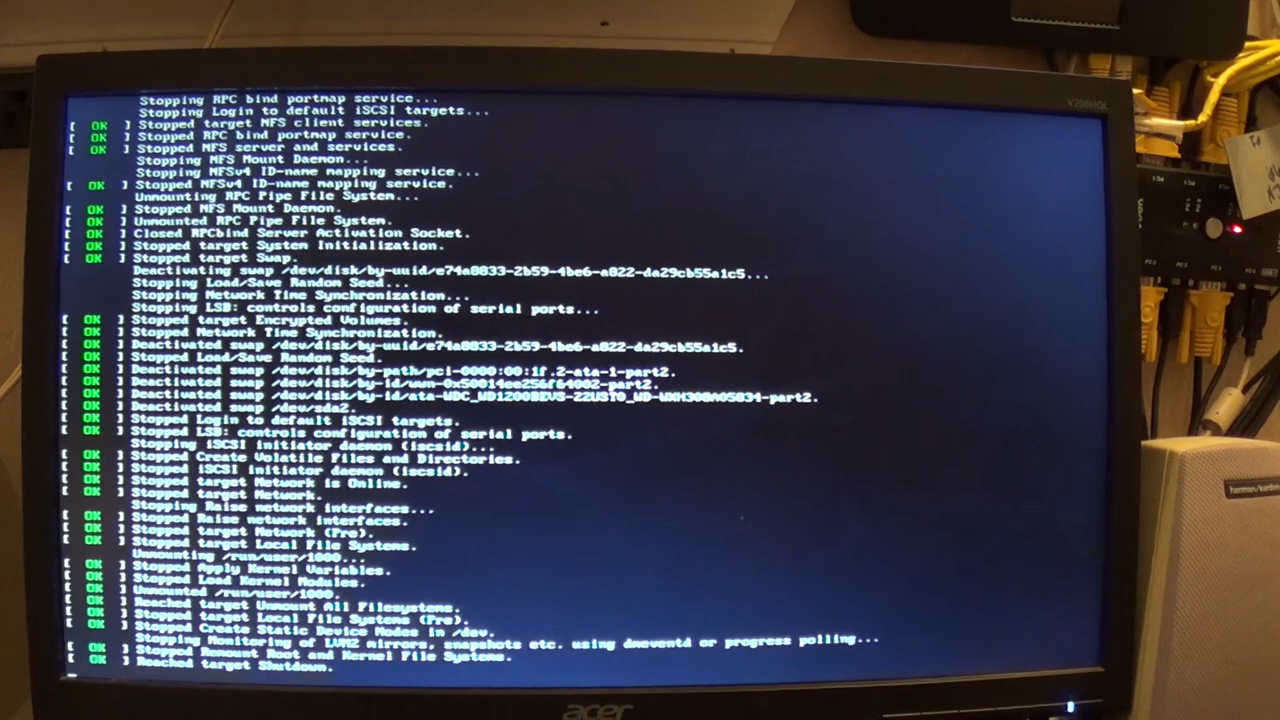 Stopping RPC bind portmap service...
Stopping Login to default iSCSI targets...
[ OK ] Stopped target NFS client services.
[ OK ] Stopped RPC bind portmap service.
[ OK ] Stopped NFS server and services.
Stopping NFS Mount Daemon...
Stopping NFSv4 ID-name mapping service...
[ OK ] Stopped NFSv4 ID-name mapping service.
Unmounting RPC Pipe File System...
[ OK ] Stopped NFS Mount Daemon.
[ OK ] Unmounted RPC Pipe File System.
[ OK ] Closed RPCbind Server Activation Socket.
[ OK ] Stopped target System Initialization.
[ OK ] Stopped target Swap.
Deactivating swap /dev/disk/by-uuid/e74a8833-2b59-4be6-a822-da29cb55a1c5...
Stopping Load/Save Random Seed...
Stopping Network Time Synchronization...
Stopping LSB: controls configuration of serial ports...
[ OK ] Stopped target Encrypted Volumes.
[ OK ] Stopped Network Time Synchronization.
[ OK ] Deactivated swap /dev/disk/by-uuid/e74a8833-2b59-4be6-a822-da29cb55a1c5.
[ OK ] Stopped Load/Save Random Seed.
[ OK ] Deactivated swap /dev/disk/by-path/pci-0000:00:1f.2-ata-1-part2.
[ OK ] Deactivated swap /dev/disk/by-id/wwn-0x50014ee256f64002-part2.
[ OK ] Deactivated swap /dev/disk/by-id/ata-WDC_WD1200BEVS-22UST0_WD-WXH308A05834-part2.
[ OK ] Deactivated swap /dev/sda2.
[ OK ] Stopped Login to default iSCSI targets.
[ OK ] Stopped LSB: controls configuration of serial ports.
Stopping iSCSI initiator daemon (iscsid)...
[ OK ] Stopped Create Volatile Files and Directories.
[ OK ] Stopped iSCSI initiator daemon (iscsid).
[ OK ] Stopped target Network is Online.
[ OK ] Stopped target Network.
Stopping Raise network interfaces...
[ OK ] Stopped Raise network interfaces.
[ OK ] Stopped target Network (Pre).
[ OK ] Stopped target Local File Systems.
Unmounting /run/user/1000...
[ OK ] Stopped Apply Kernel Variables.
[ OK ] Stopped Load Kernel Modules.
[ OK ] Unmounted /run/user/1000.
[ OK ] Reached target Unmount All Filesystems.
[ OK ] Stopped target Local File Systems (Pre).
[ OK ] Stopped Create Static Device Nodes in /dev.
Stopping Monitoring of LVM2 mirrors, snapshots etc. using dmeventd or progress polling...
[ OK ] Stopped Remount Root and Kernel File Systems.
[ OK ] Reached target Shutdown.
V206HQL
acer
PC 2
PC 3
PC 4
harman/kardon